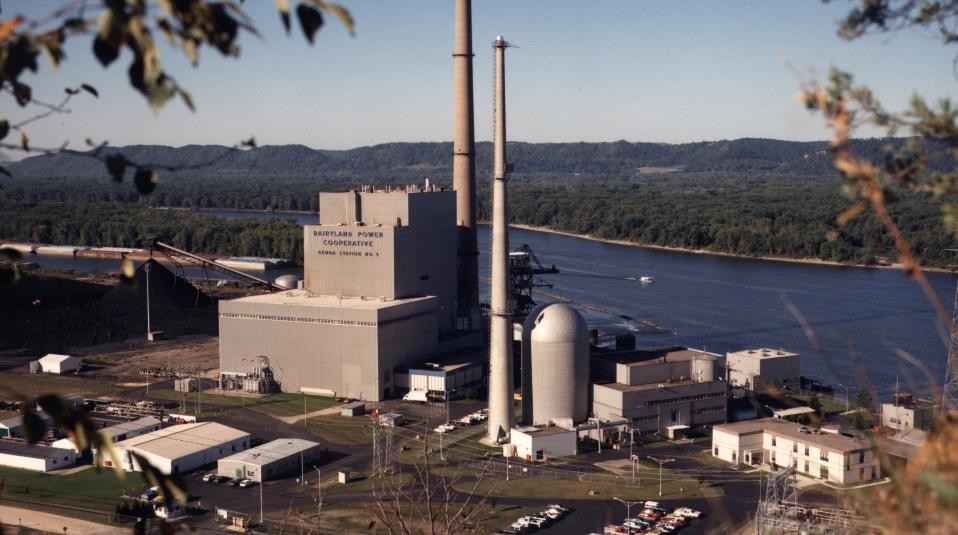 DAIRYLAND POWER
COOPERATIVE
GENOA STATION NO. 3